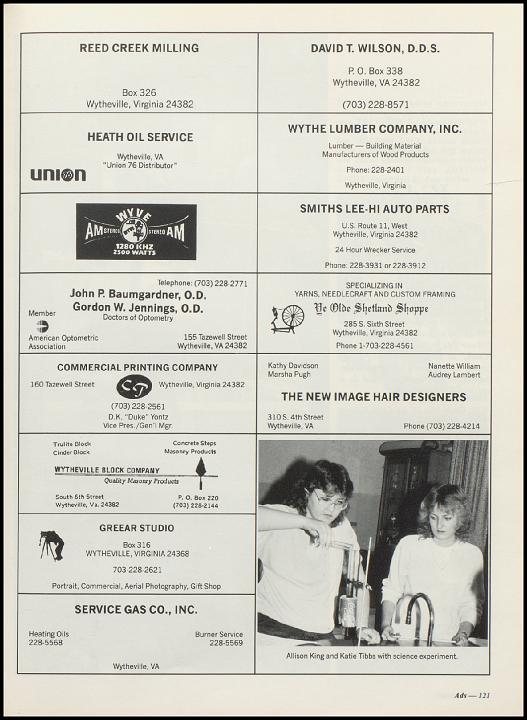 REED CREEK MILLING
Box 326
Wytheville, Virginia 24382
DAVID T. WILSON, D.D.S.
P. O. Box 338
Wytheville, VA 24382
(703) 228-8571
HEATH OIL SERVICE
Wytheville, VA
"Union 76 Distributor"
union 76
WYTHE LUMBER COMPANY, INC.
Lumber — Building Material
Manufacturers of Wood Products
Phone: 228-2401
Wytheville, Virginia
WYVE
AM STEREO STEREO AM
1280 KHZ
2500 WATTS
SMITHS LEE-HI AUTO PARTS
U.S. Route 11, West
Wytheville, Virginia 24382
24 Hour Wrecker Service
Phone: 228-3931 or 228-3912
Telephone: (703) 228-2771
John P. Baumgardner, O.D.
Gordon W. Jennings, O.D.
Doctors of Optometry
Member
American Optometric
Association
155 Tazewell Street
Wytheville, VA 24382
SPECIALIZING IN
YARNS, NEEDLECRAFT AND CUSTOM FRAMING
Ye Olde Shetland Shoppe
285 S. Sixth Street
Wytheville, Virginia 24382
Phone 1-703-228-4561
COMMERCIAL PRINTING COMPANY
160 Tazewell Street
CP
Wytheville, Virginia 24382
(703) 228-2561
D.K. "Duke" Yontz
Vice Pres./Gen'l Mgr.
Kathy Davidson
Marsha Pugh
Nanette William
Audrey Lambert
THE NEW IMAGE HAIR DESIGNERS
310 S. 4th Street
Wytheville, VA
Phone (703) 228-4214
Trulite Block
Cinder Block
Concrete Steps
Masonry Products
WYTHEVILLE BLOCK COMPANY
Quality Masonry Products
South 5th Street
Wytheville, Va. 24382
P. O. Box 220
(703) 228-2144
GREEAR STUDIO
Box 316
WYTHEVILLE, VIRGINIA 24368
703-228-2621
Portrait, Commercial, Aerial Photography, Gift Shop
SERVICE GAS CO., INC.
Heating Oils
228-5568
Burner Service
228-5569
Wytheville, VA
Allison King and Katie Tibbs with science experiment.
Ads — 121